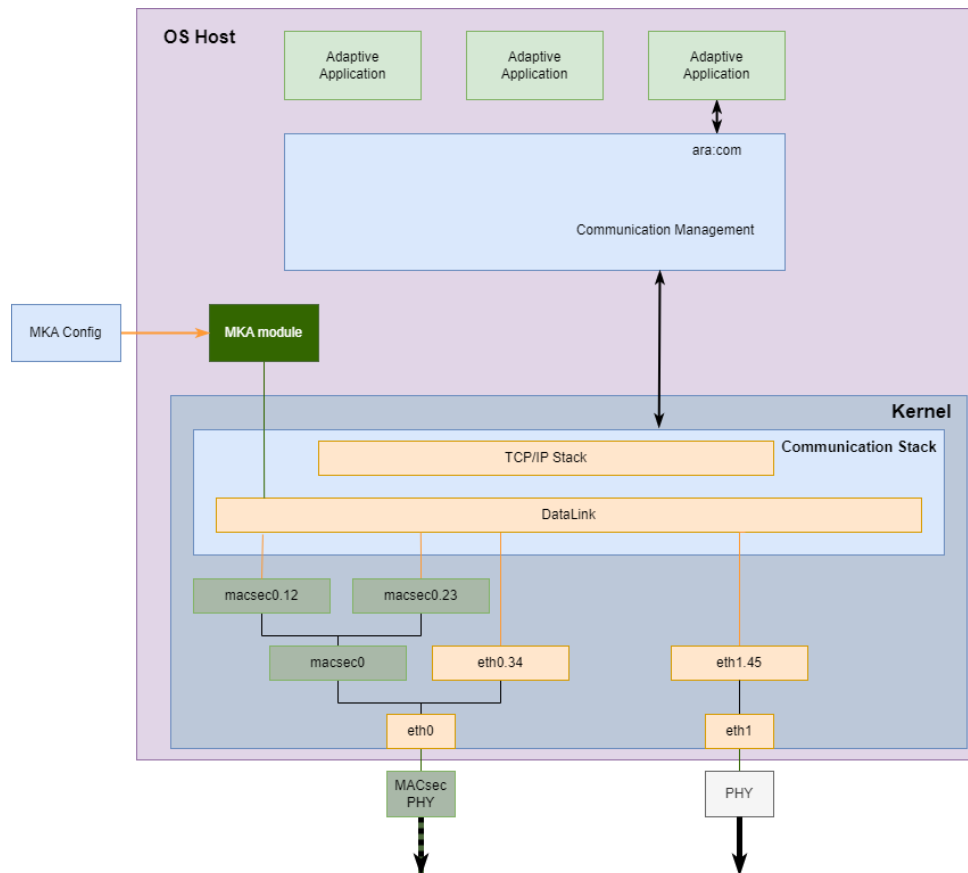 OS Host
Adaptive
Application
Adaptive
Application
Adaptive
Application
ara:com
Communication Management
MKA Config
MKA module
Kernel
Communication Stack
TCP/IP Stack
DataLink
macsec0.12
macsec0.23
macsec0
eth0.34
eth1.45
eth0
eth1
MACsec
PHY
PHY